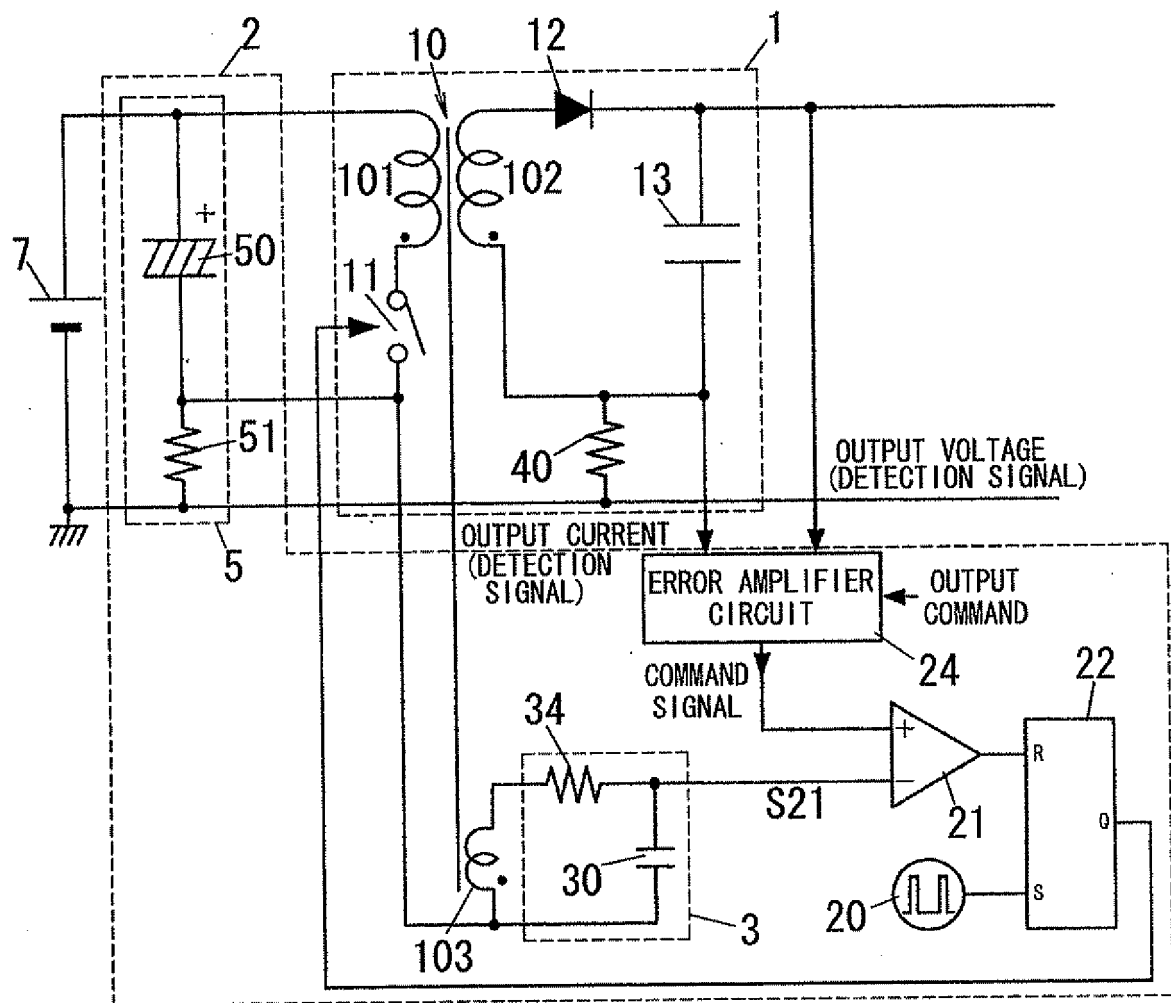 2
10
12
1
101
102
13
+
50
7
11
51
40
OUTPUT VOLTAGE
(DETECTION SIGNAL)
5
OUTPUT CURRENT
(DETECTION
SIGNAL)
ERROR AMPLIFIER
CIRCUIT
OUTPUT
COMMAND
24
COMMAND
SIGNAL
22
34
+
R
S21
−
21
Q
30
20
S
103
3